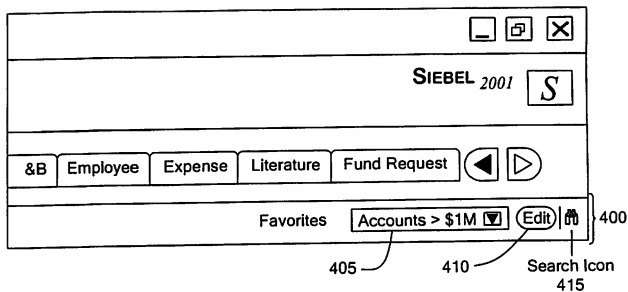 SIEBEL 2001 S
&B Employee Expense Literature Fund Request
Favorites Accounts > $1M Edit 400
405 410 Search Icon
415